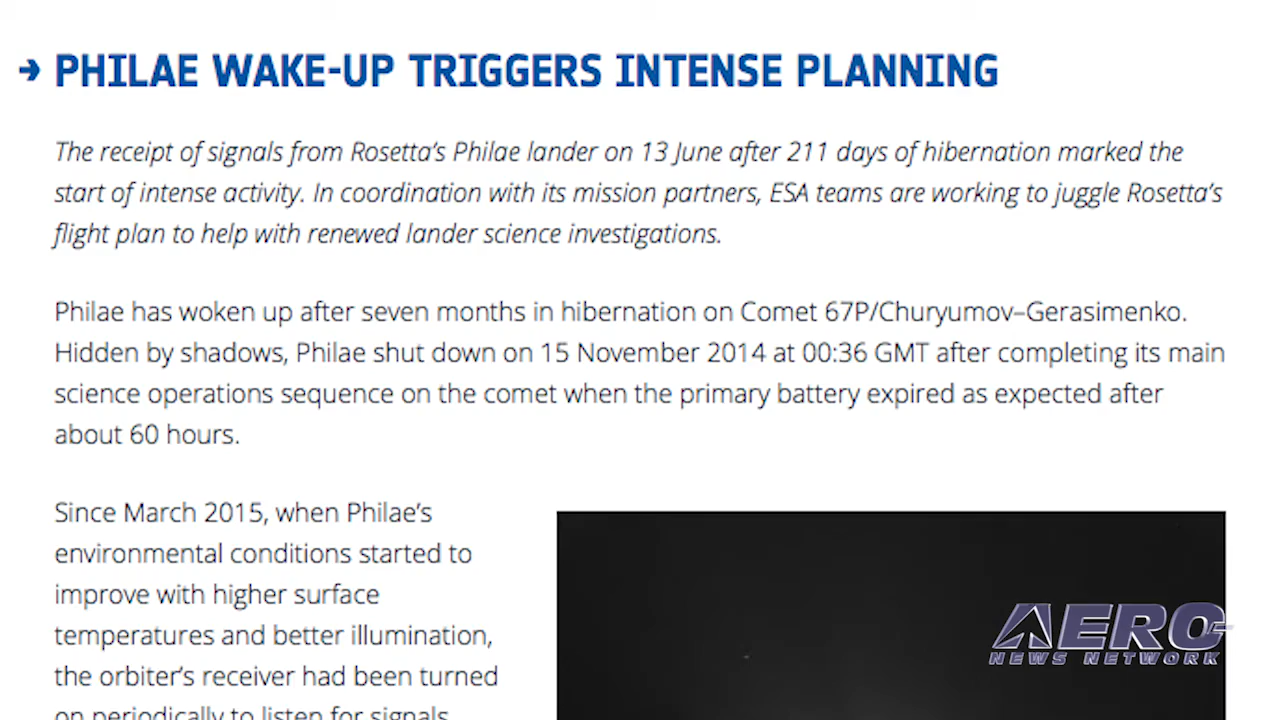 → PHILAE WAKE-UP TRIGGERS INTENSE PLANNING
The receipt of signals from Rosetta's Philae lander on 13 June after 211 days of hibernation marked the
start of intense activity. In coordination with its mission partners, ESA teams are working to juggle Rosetta's
flight plan to help with renewed lander science investigations.
Philae has woken up after seven months in hibernation on Comet 67P/Churyumov–Gerasimenko.
Hidden by shadows, Philae shut down on 15 November 2014 at 00:36 GMT after completing its main
science operations sequence on the comet when the primary battery expired as expected after
about 60 hours.
Since March 2015, when Philae's
environmental conditions started to
improve with higher surface
temperatures and better illumination,
the orbiter's receiver had been turned
on periodically to listen for signals
AERO
NEWS NETWORK